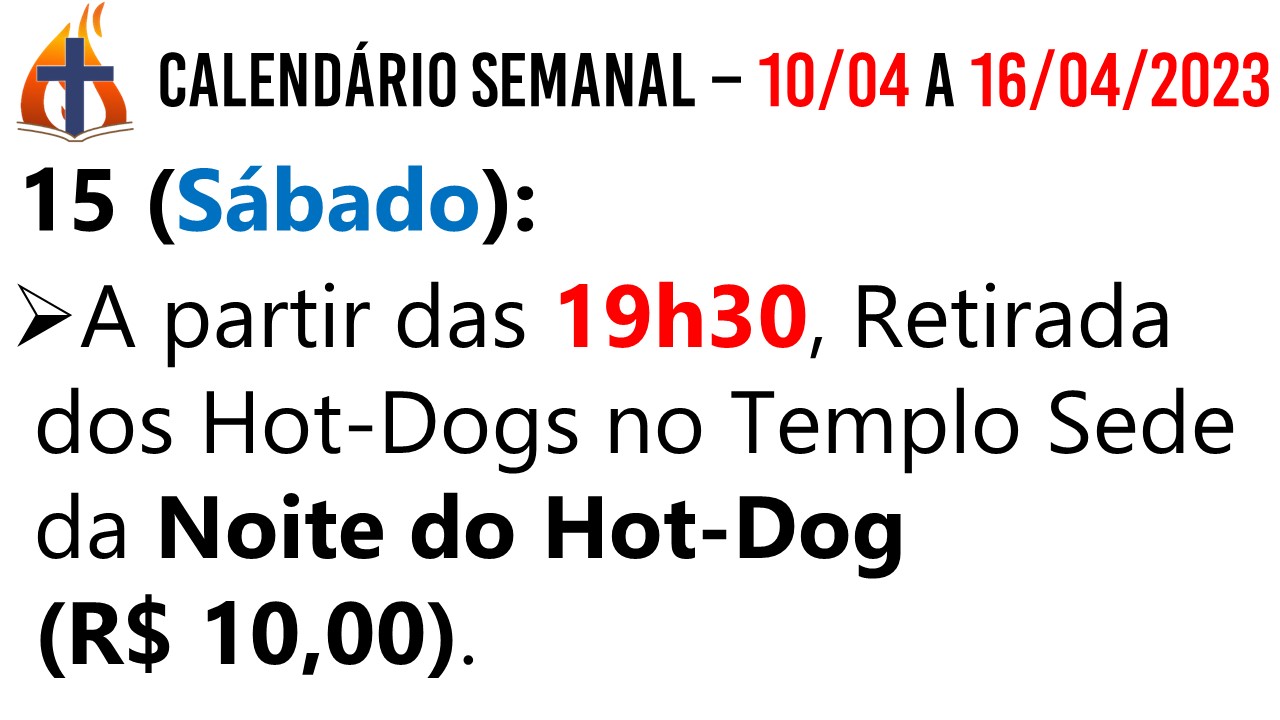 CALENDÁRIO SEMANAL – 10/04 A 16/04/2023
15 (Sábado):
➢A partir das 19h30, Retirada
dos Hot-Dogs no Templo Sede
da Noite do Hot-Dog
(R$ 10,00).